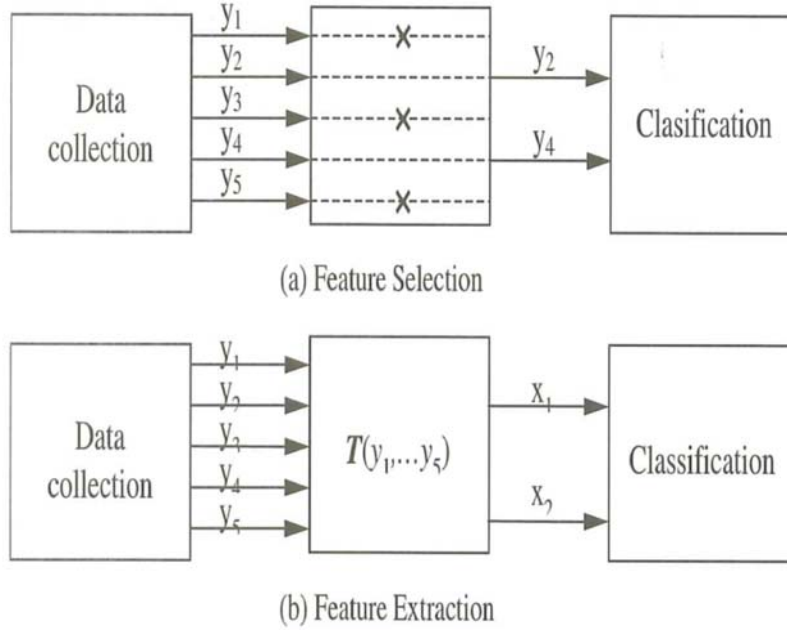 y₁
y₂
y₃
y₄
y₅
Data
collection
y₂
y₄
Clasification
(a) Feature Selection
y₁
y₂
y₃
y₄
y₅
Data
collection
T(y₁,...y₅)
x₁
x₂
Classification
(b) Feature Extraction